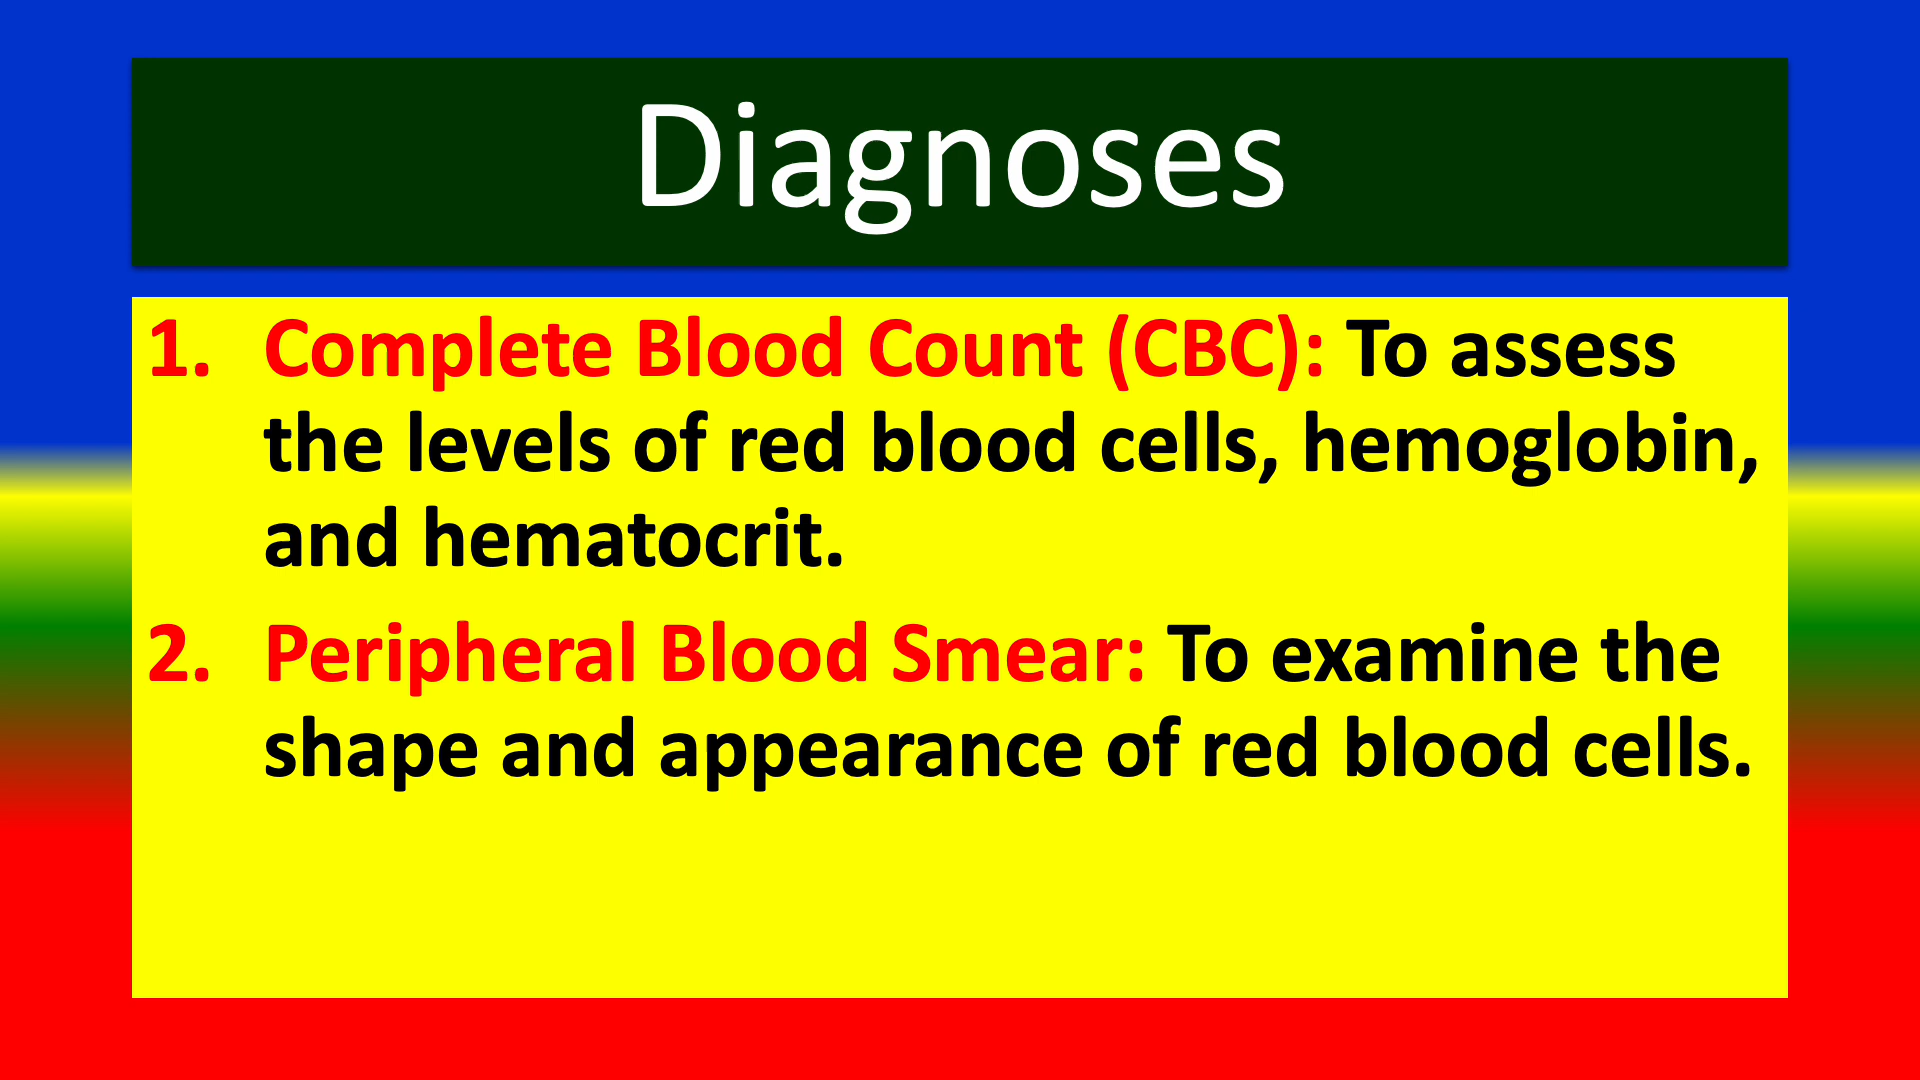 Diagnoses
1. Complete Blood Count (CBC): To assess
the levels of red blood cells, hemoglobin,
and hematocrit.
2. Peripheral Blood Smear: To examine the
shape and appearance of red blood cells.